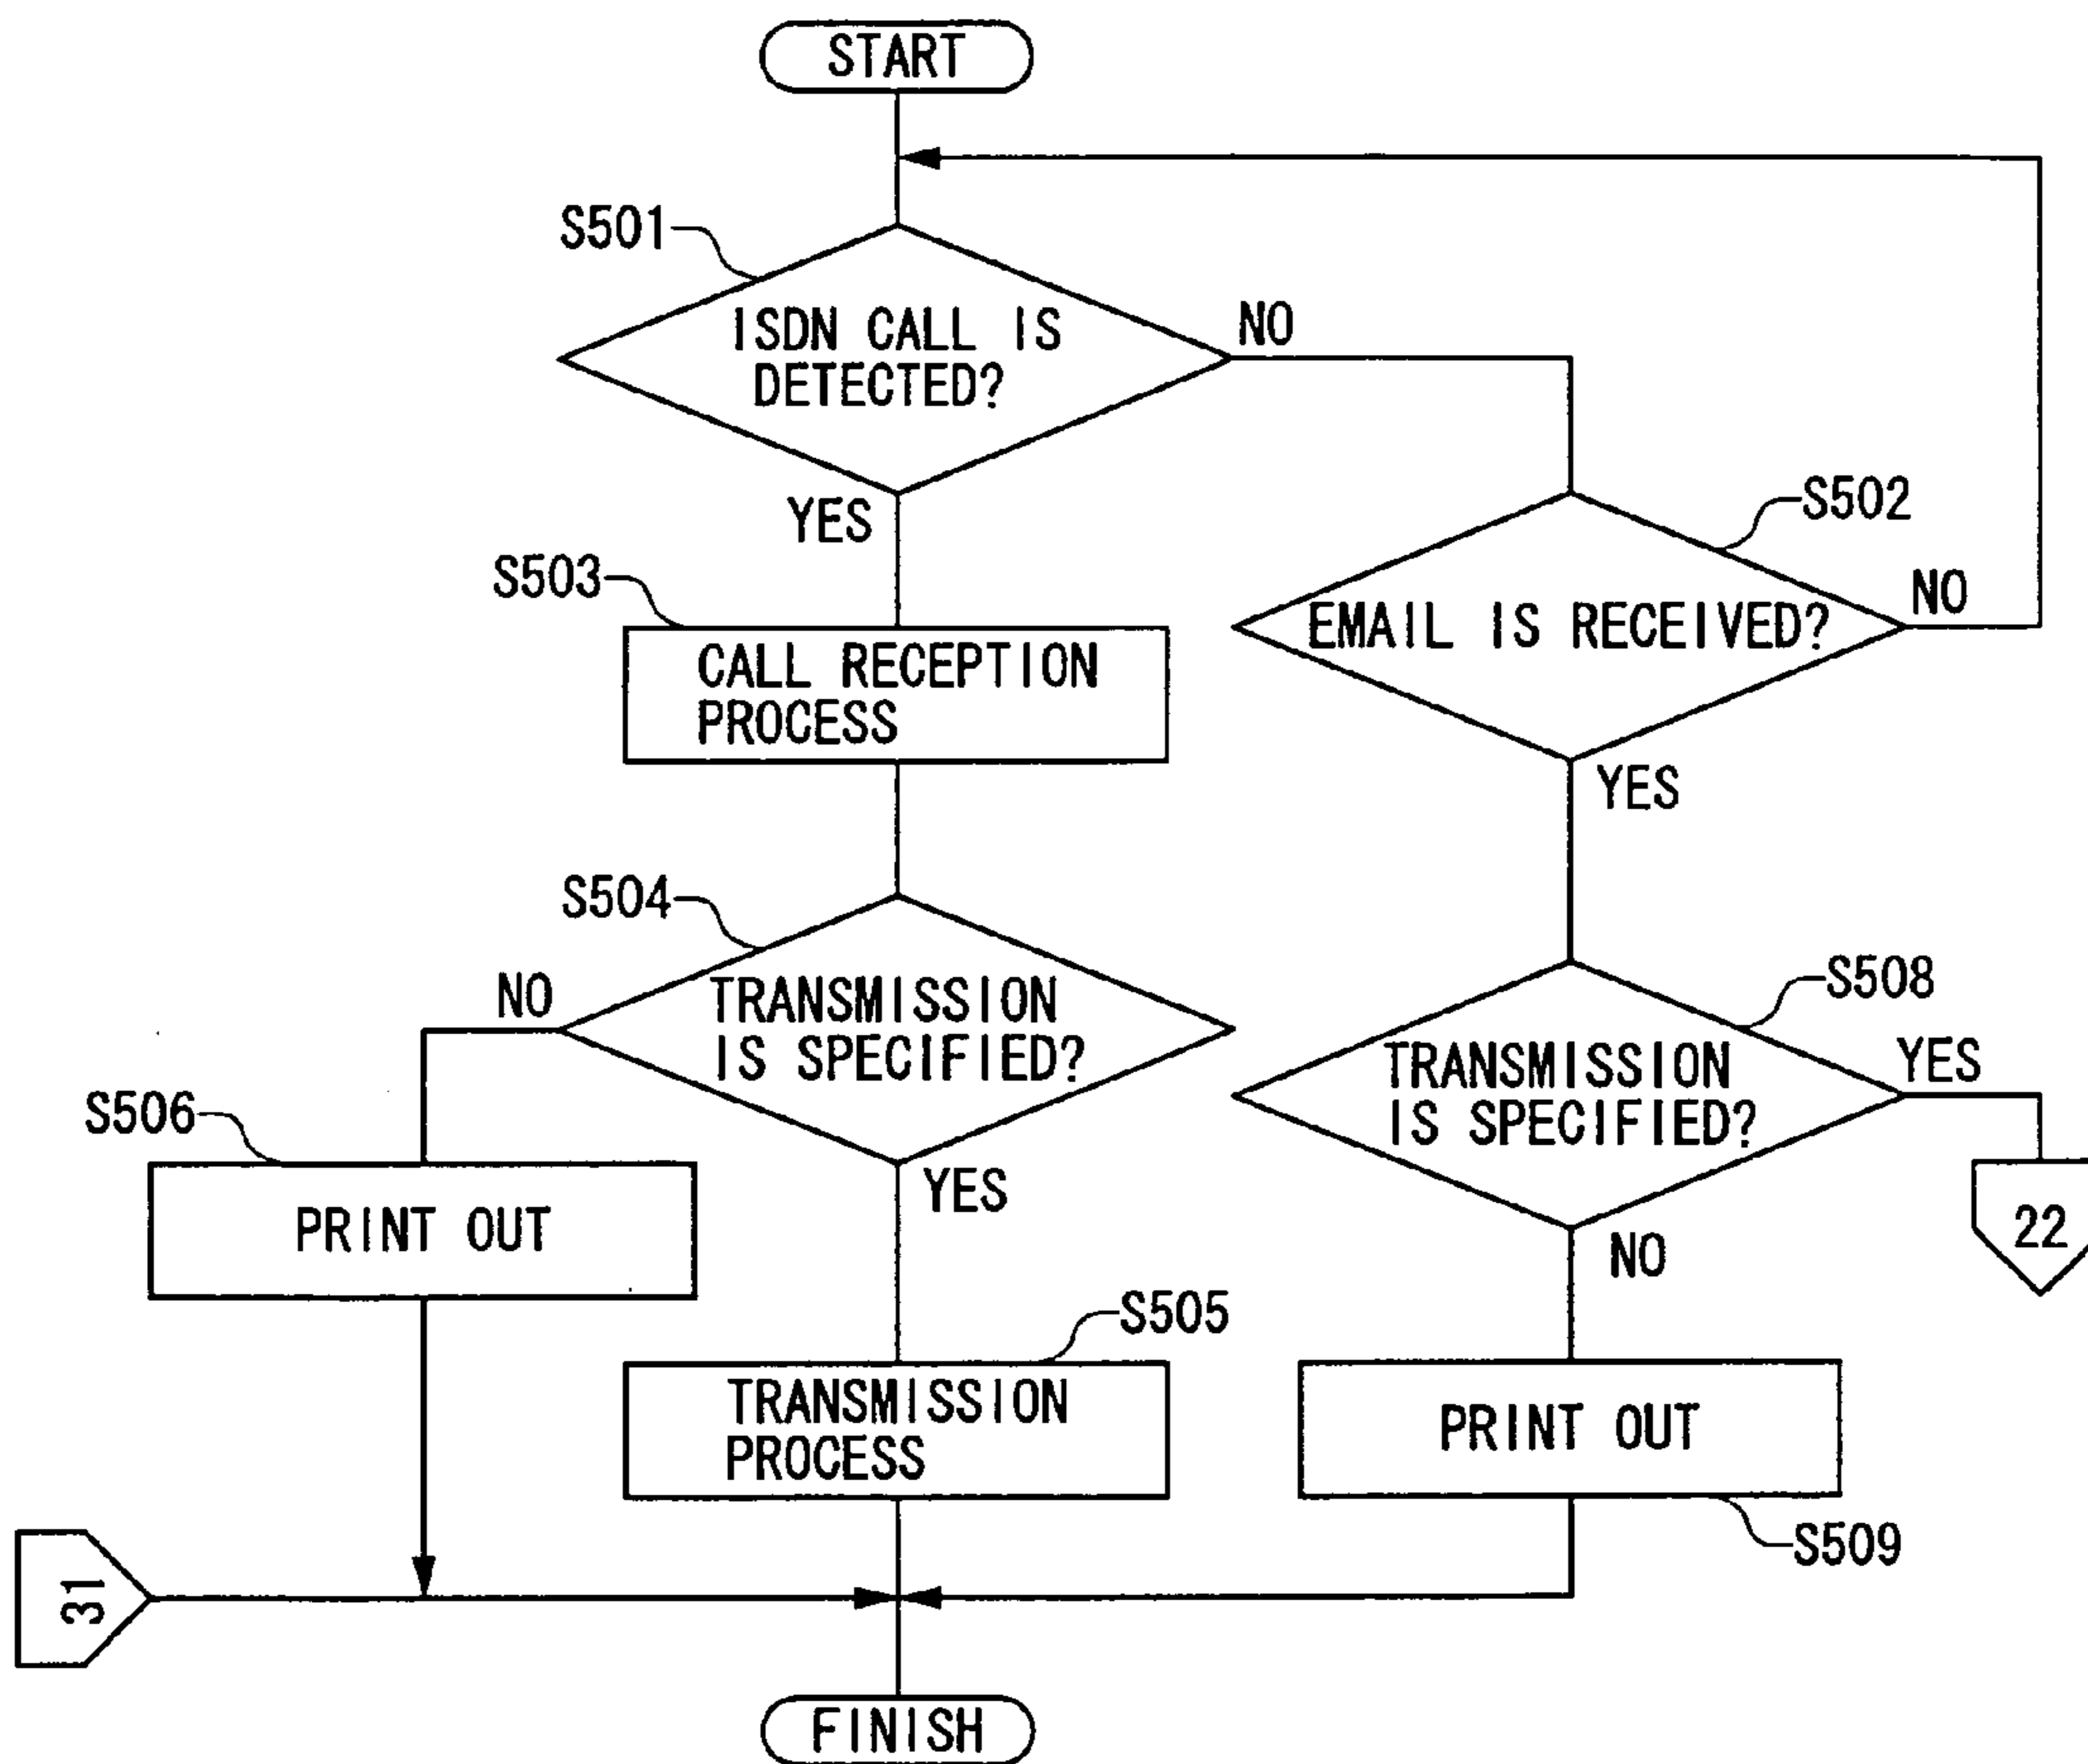 START
S501
ISDN CALL IS
DETECTED?
NO
YES
S502
EMAIL IS RECEIVED?
NO
YES
S503
CALL RECEPTION
PROCESS
S504
TRANSMISSION
IS SPECIFIED?
NO
YES
S508
TRANSMISSION
IS SPECIFIED?
YES
NO
22
S506
PRINT OUT
S505
TRANSMISSION
PROCESS
PRINT OUT
S509
31
FINISH